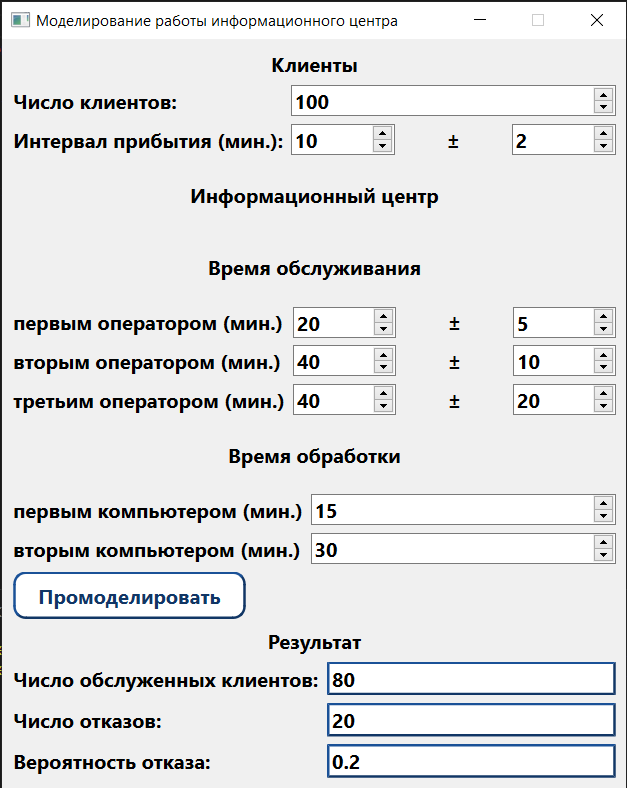 Моделирование работы информационного центра
Клиенты
Число клиентов: 100
Интервал прибытия (мин.): 10 ± 2
Информационный центр
Время обслуживания
первым оператором (мин.) 20 ± 5
вторым оператором (мин.) 40 ± 10
третьим оператором (мин.) 40 ± 20
Время обработки
первым компьютером (мин.) 15
вторым компьютером (мин.) 30
Промоделировать
Результат
Число обслуженных клиентов: 80
Число отказов: 20
Вероятность отказа: 0.2